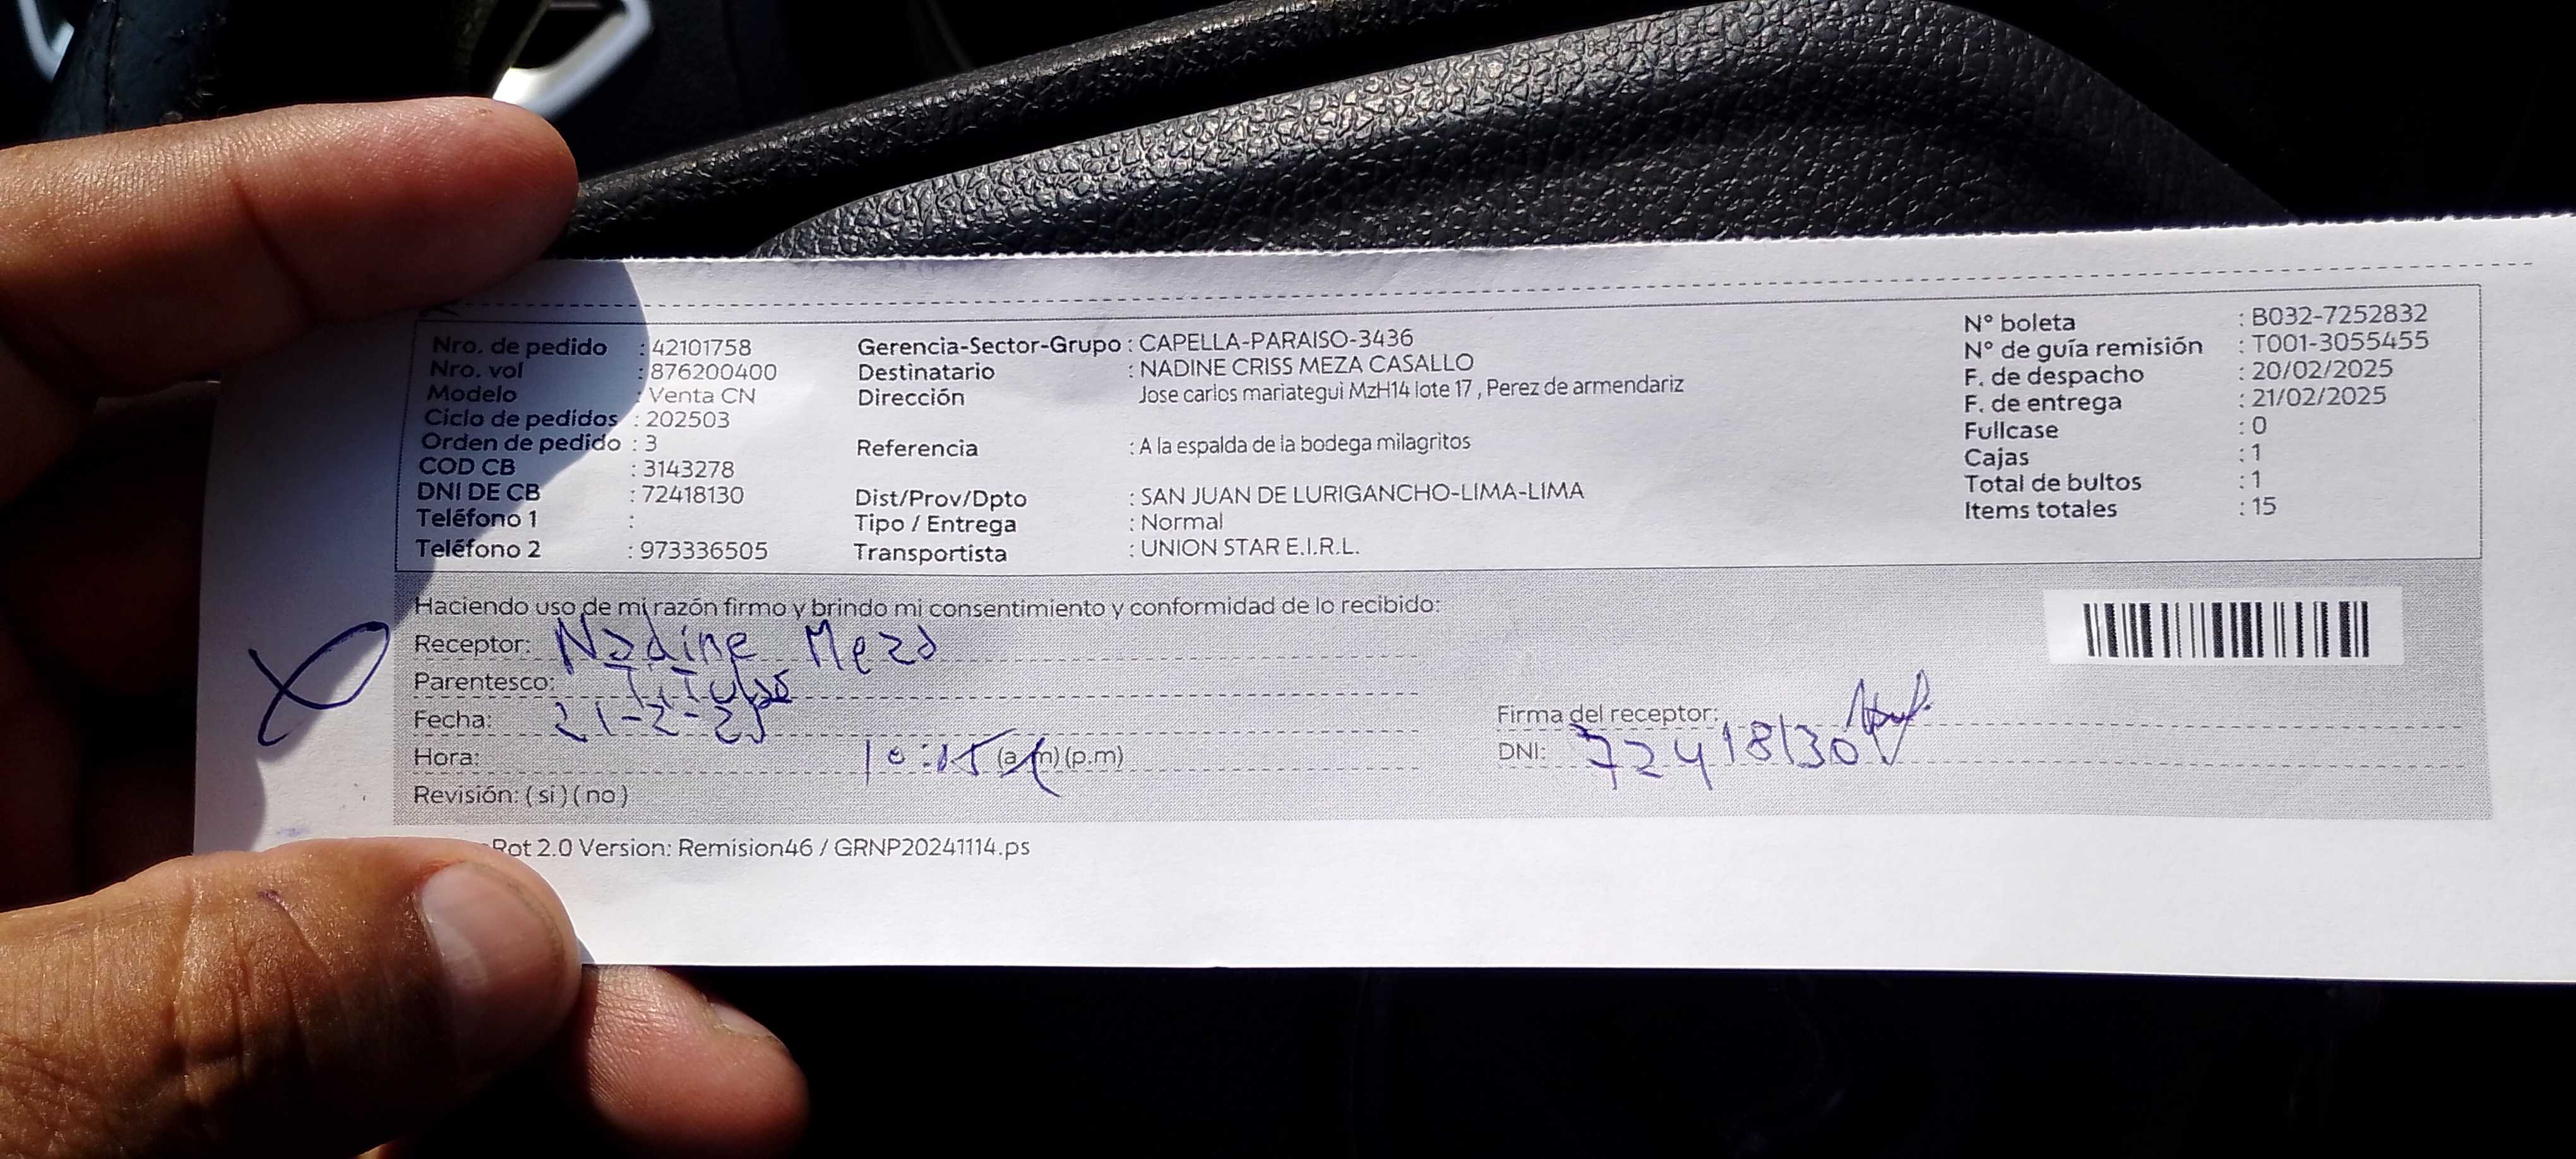 Nro. de pedido : 42101758
Nro. vol : 876200400
Modelo : Venta CN
Ciclo de pedidos : 202503
Orden de pedido : 3
COD CB : 3143278
DNI DE CB : 72418130
Teléfono 1 :
Teléfono 2 : 973336505
Gerencia-Sector-Grupo : CAPELLA-PARAISO-3436
Destinatario : NADINE CRISS MEZA CASALLO
Dirección Jose carlos mariategui MzH14 lote 17 , Perez de armendariz
Referencia : A la espalda de la bodega milagritos
Dist/Prov/Dpto : SAN JUAN DE LURIGANCHO-LIMA-LIMA
Tipo / Entrega : Normal
Transportista : UNION STAR E.I.R.L.
N° boleta : B032-7252832
N° de guía remisión : T001-3055455
F. de despacho : 20/02/2025
F. de entrega : 21/02/2025
Fullcase : 0
Cajas : 1
Total de bultos : 1
Items totales : 15
Haciendo uso de mi razón firmo y brindo mi consentimiento y conformidad de lo recibido:
Receptor: Nadine Meza
Parentesco:
Fecha: 21-2-25
Hora: 10:15 (a.m) (p.m)
Revisión: ( si ) ( no )
Firma del receptor:
DNI: 72418130
Rot 2.0 Version: Remision46 / GRNP20241114.ps